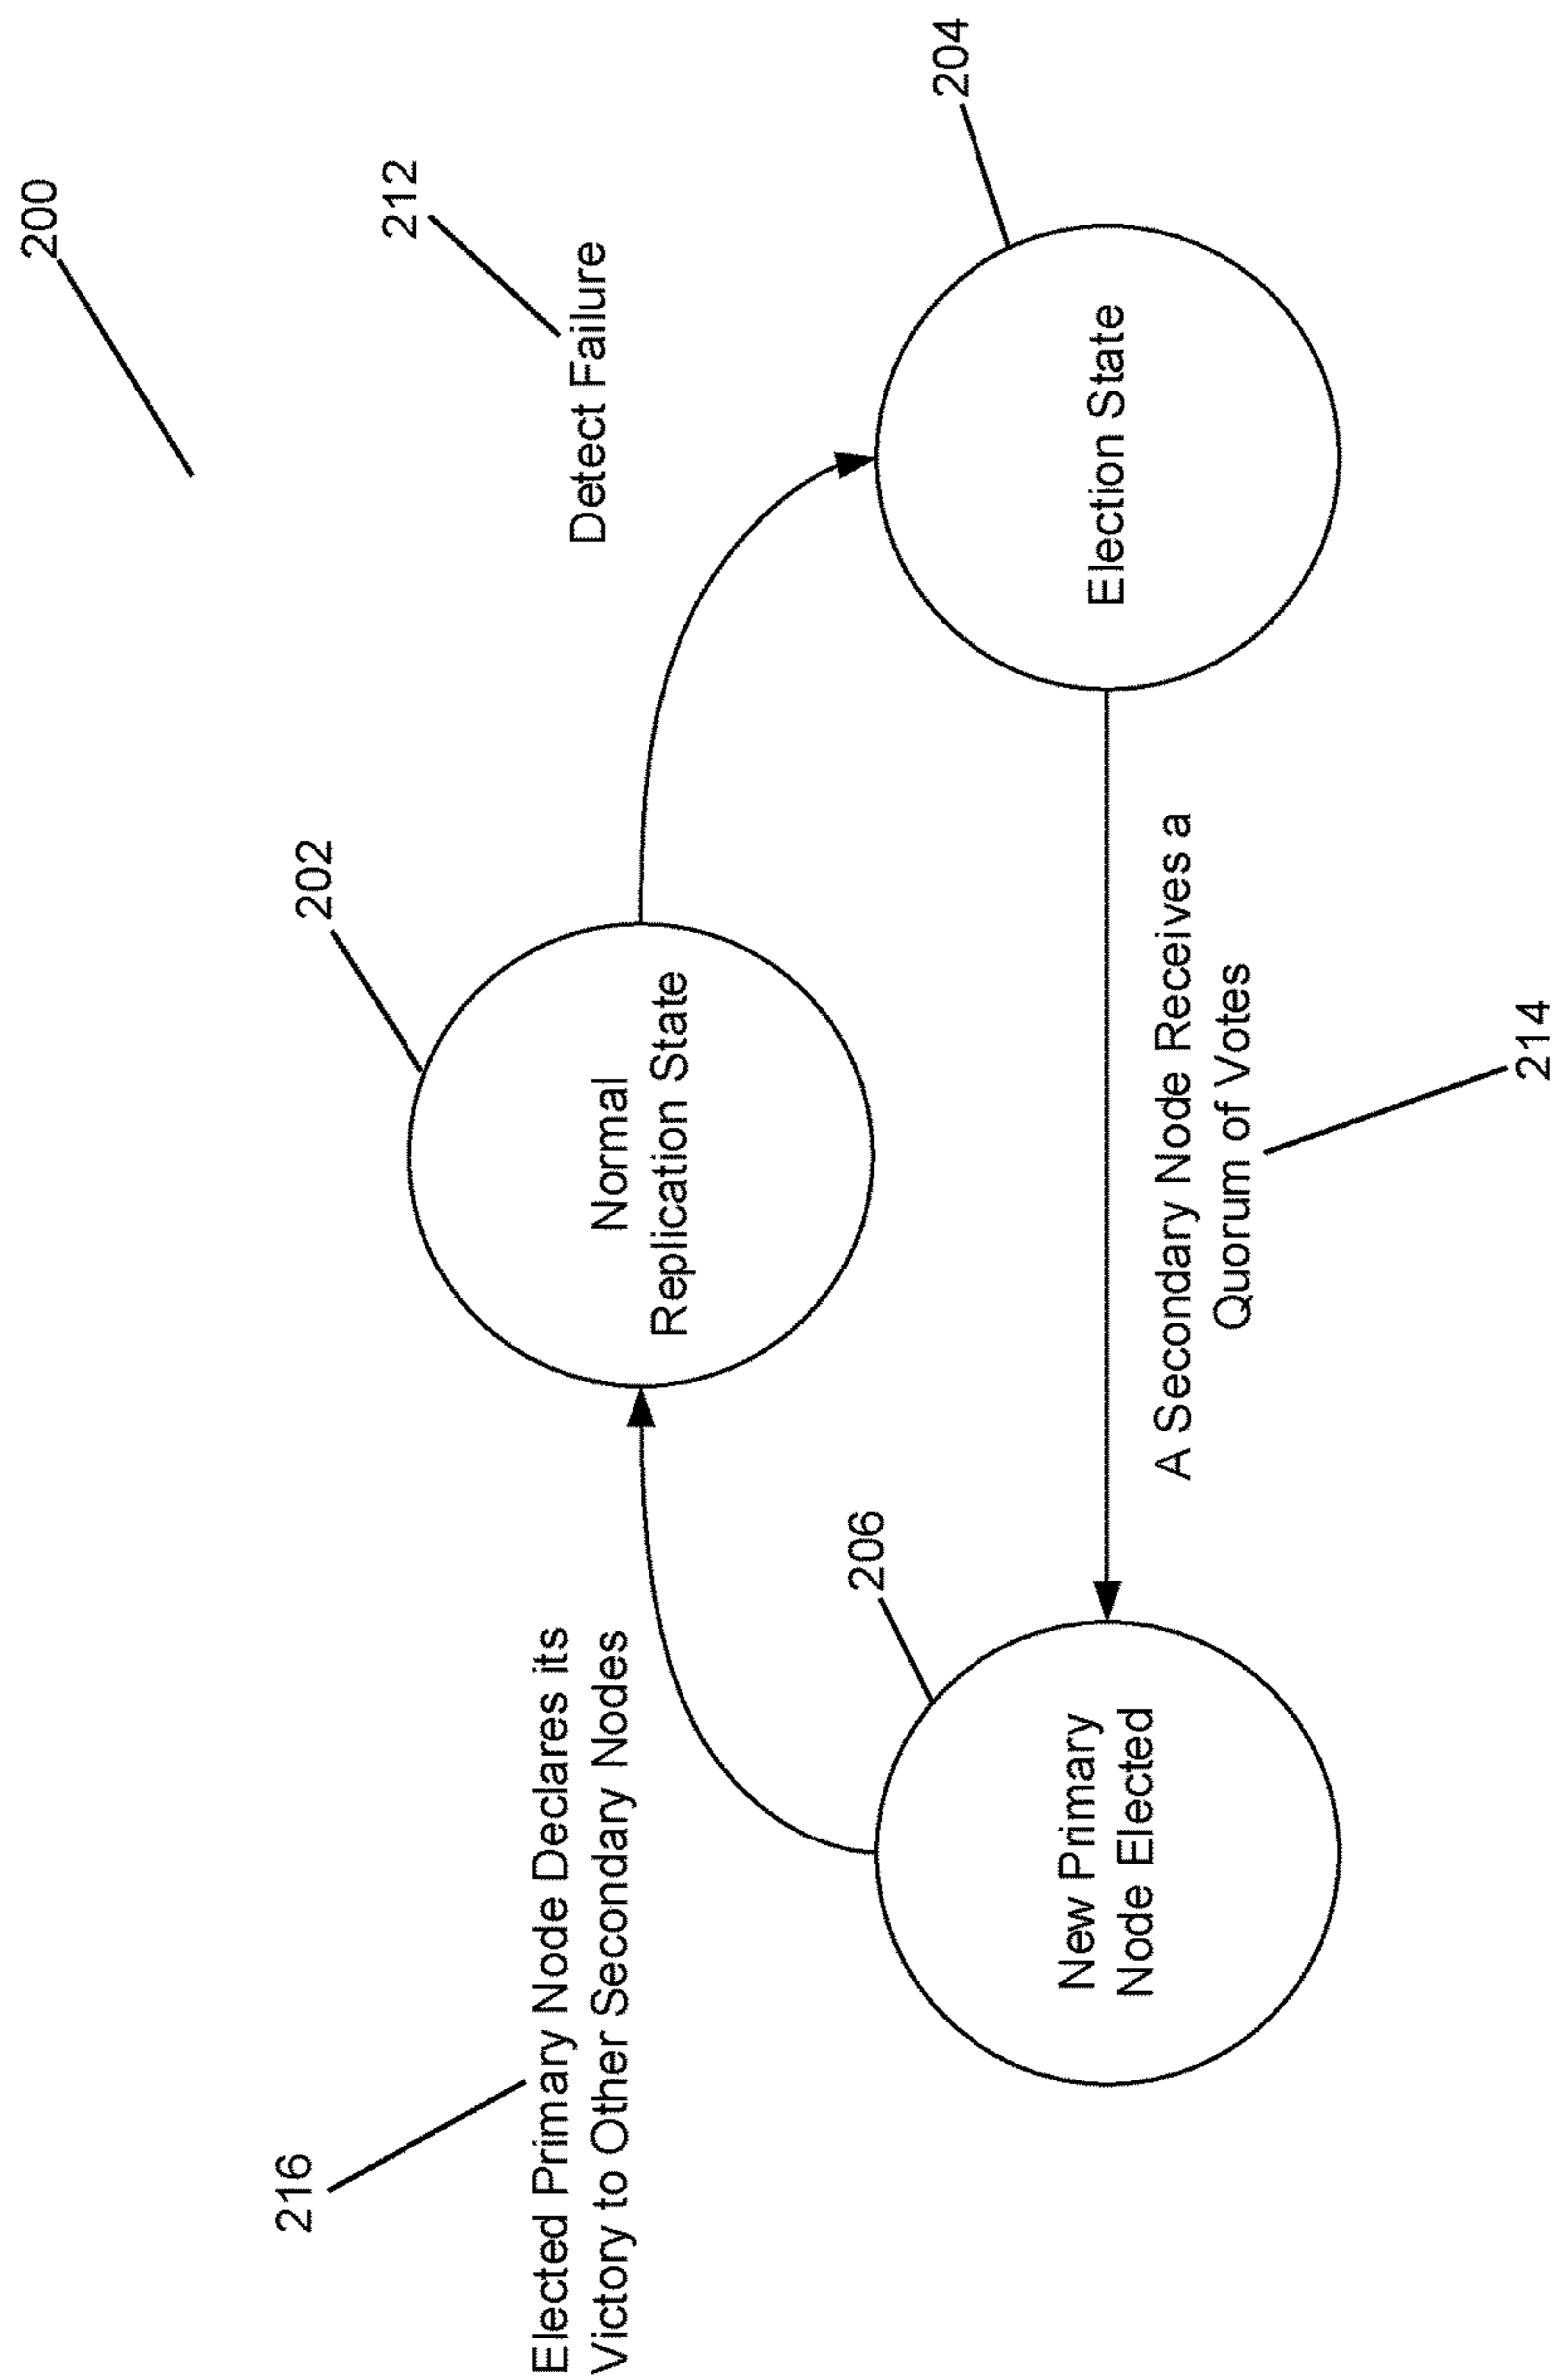 200
212
Detect Failure
202
Normal
Replication State
204
Election State
216
Elected Primary Node Declares its
Victory to Other Secondary Nodes
206
New Primary
Node Elected
A Secondary Node Receives a
Quorum of Votes
214